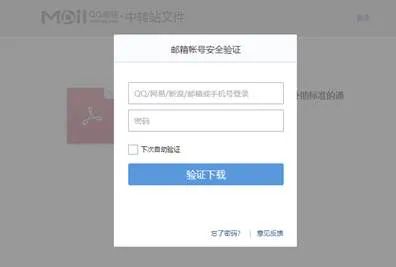 Mail QQ邮箱·中转站文件
登录
邮箱帐号安全验证
QQ/网易/新浪/邮箱或手机号登录
密码
的标准的通
下次自动验证
验证下载
忘了密码? | 意见反馈